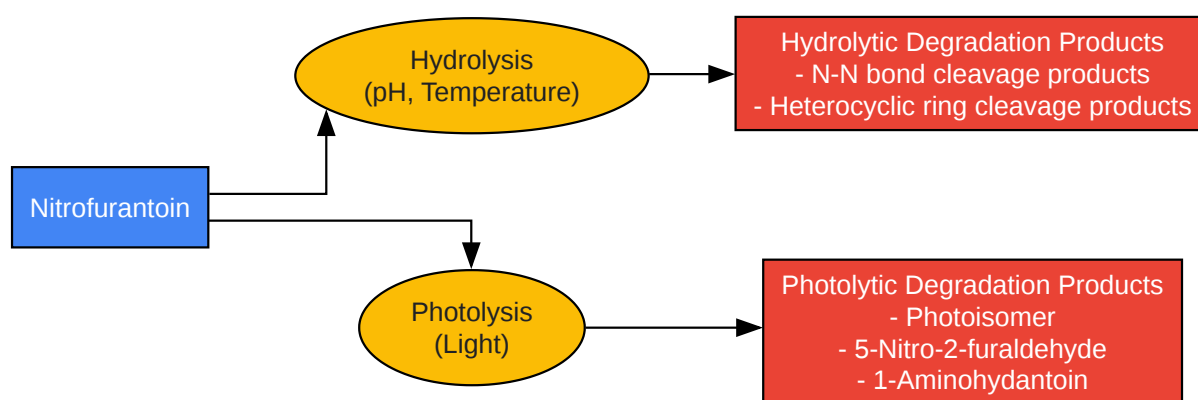 Nitrofurantoin
Hydrolysis
(pH, Temperature)
Hydrolytic Degradation Products
- N-N bond cleavage products
- Heterocyclic ring cleavage products
Photolysis
(Light)
Photolytic Degradation Products
- Photoisomer
- 5-Nitro-2-furaldehyde
- 1-Aminohydantoin